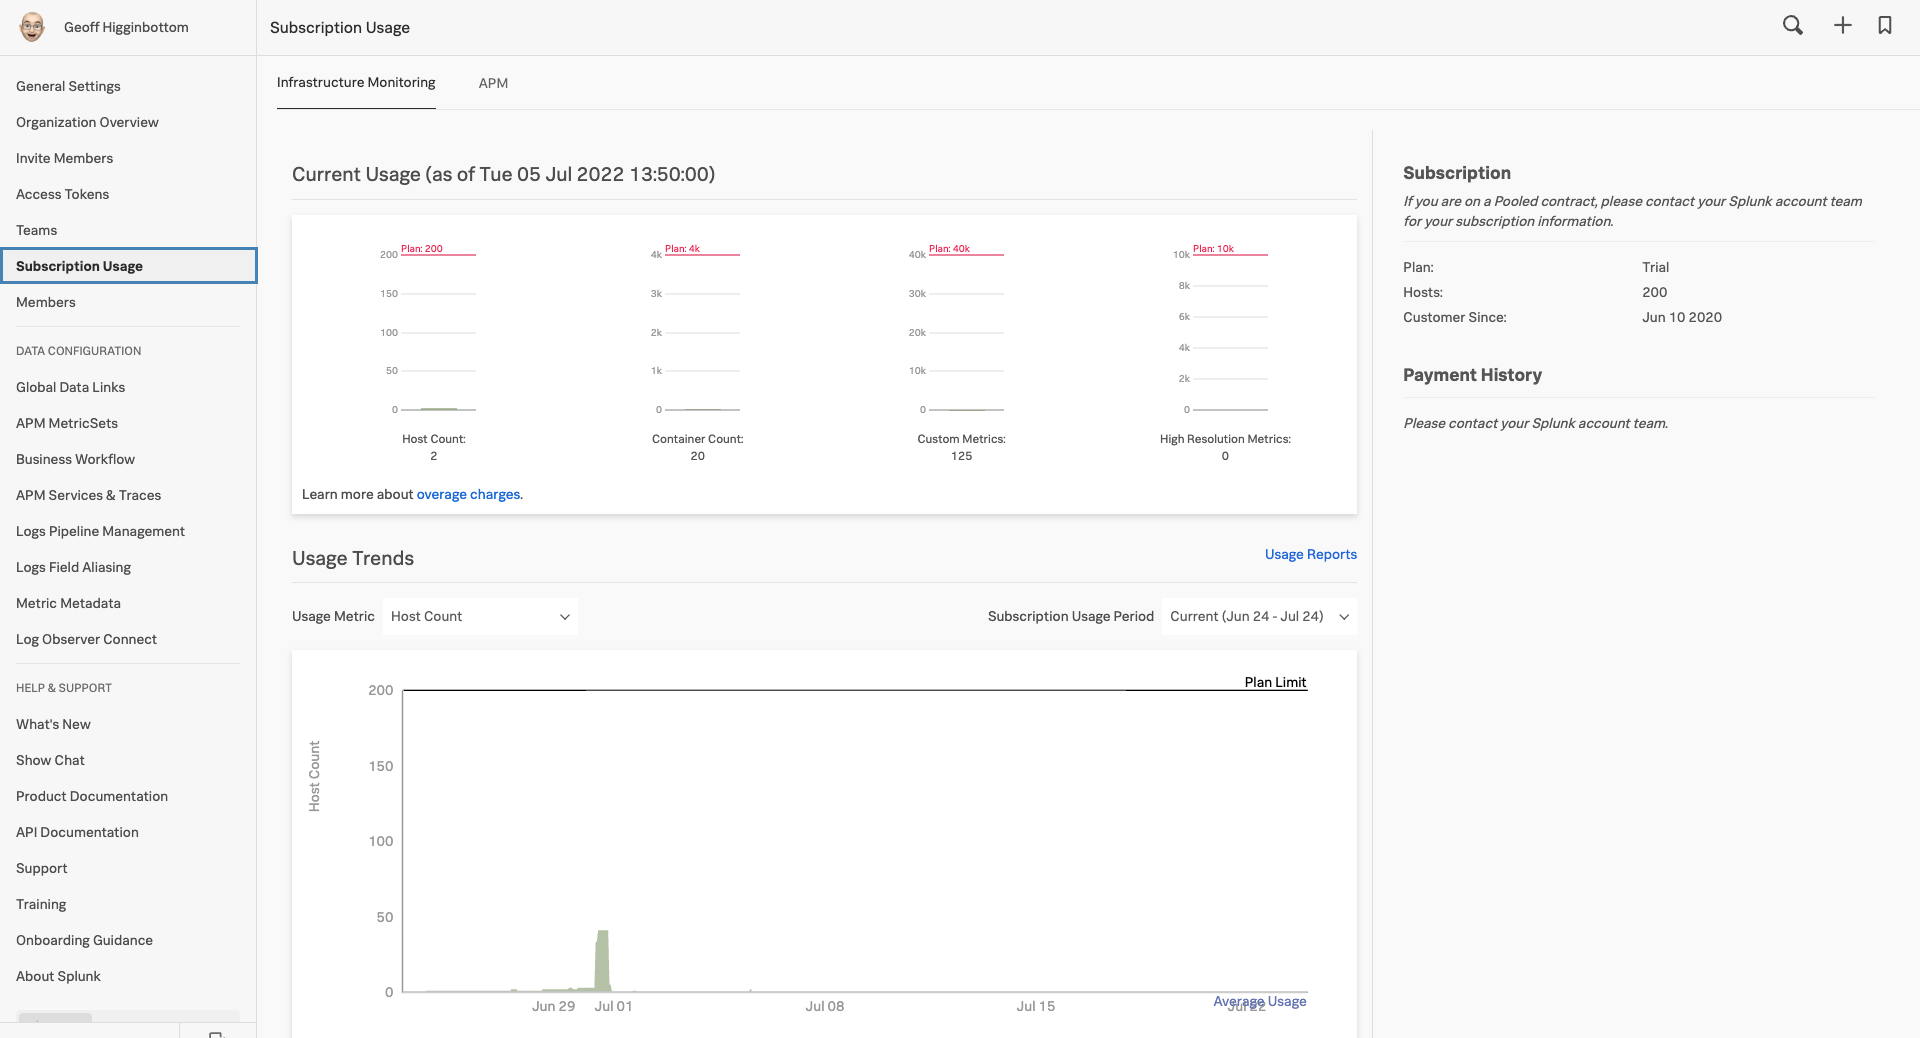 Geoff Higginbottom
Subscription Usage
General Settings
Organization Overview
Invite Members
Access Tokens
Teams
Subscription Usage
Members
DATA CONFIGURATION
Global Data Links
APM MetricSets
Business Workflow
APM Services & Traces
Logs Pipeline Management
Logs Field Aliasing
Metric Metadata
Log Observer Connect
HELP & SUPPORT
What's New
Show Chat
Product Documentation
API Documentation
Support
Training
Onboarding Guidance
About Splunk
Infrastructure Monitoring
APM
Current Usage (as of Tue 05 Jul 2022 13:50:00)
Plan: 200
200
150
100
50
0
Host Count:
2
Plan: 4k
4k
3k
2k
1k
0
Container Count:
20
Plan: 40k
40k
30k
20k
10k
0
Custom Metrics:
125
Plan: 10k
10k
8k
6k
4k
2k
0
High Resolution Metrics:
0
Learn more about overage charges.
Usage Trends
Usage Reports
Usage Metric
Host Count
Subscription Usage Period
Current (Jun 24 - Jul 24)
Plan Limit
200
150
100
50
0
Host Count
Jun 29
Jul 01
Jul 08
Jul 15
Jul 22
Average Usage
Subscription
If you are on a Pooled contract, please contact your Splunk account team
for your subscription information.
Plan: Trial
Hosts: 200
Customer Since: Jun 10 2020
Payment History
Please contact your Splunk account team.